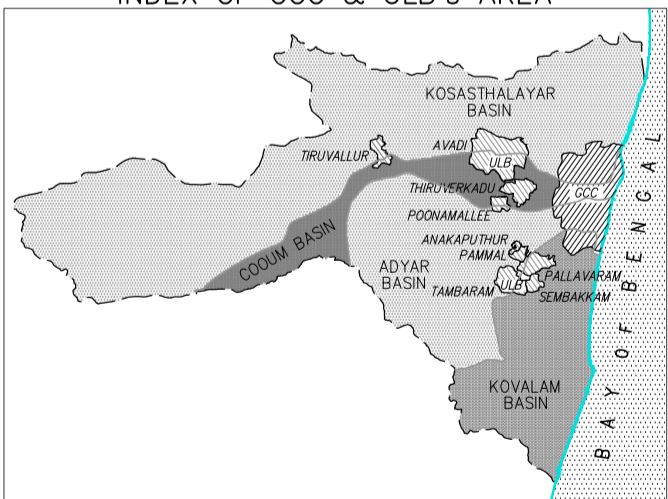 INDEX OF GCC & ULB'S AREA
KOSASTHALAYAR
BASIN
AVADI
TIRUVALLUR
ULB
THIRUVERKADU
GCC
POONAMALLEE
COOUM BASIN
ANAKAPUTHUR
PAMMAL
ADYAR
BASIN
PALLAVARAM
TAMBARAM
ULB
SEMBAKKAM
KOVALAM
BASIN
BAY OF BENGAL